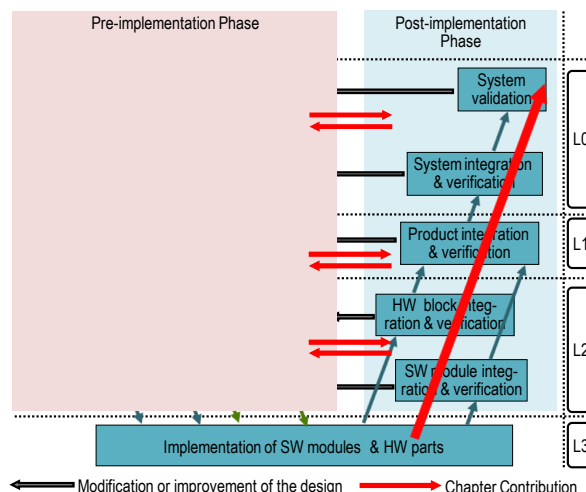 Pre-implementation Phase
Post-implementation
Phase
System
validation
L0
System integration
& verification
Product integration
& verification
L1
HW block integ-
ration & verification
L2
SW module integ-
ration & verification
Implementation of SW modules & HW parts
L3
Modification or improvement of the design
Chapter Contribution